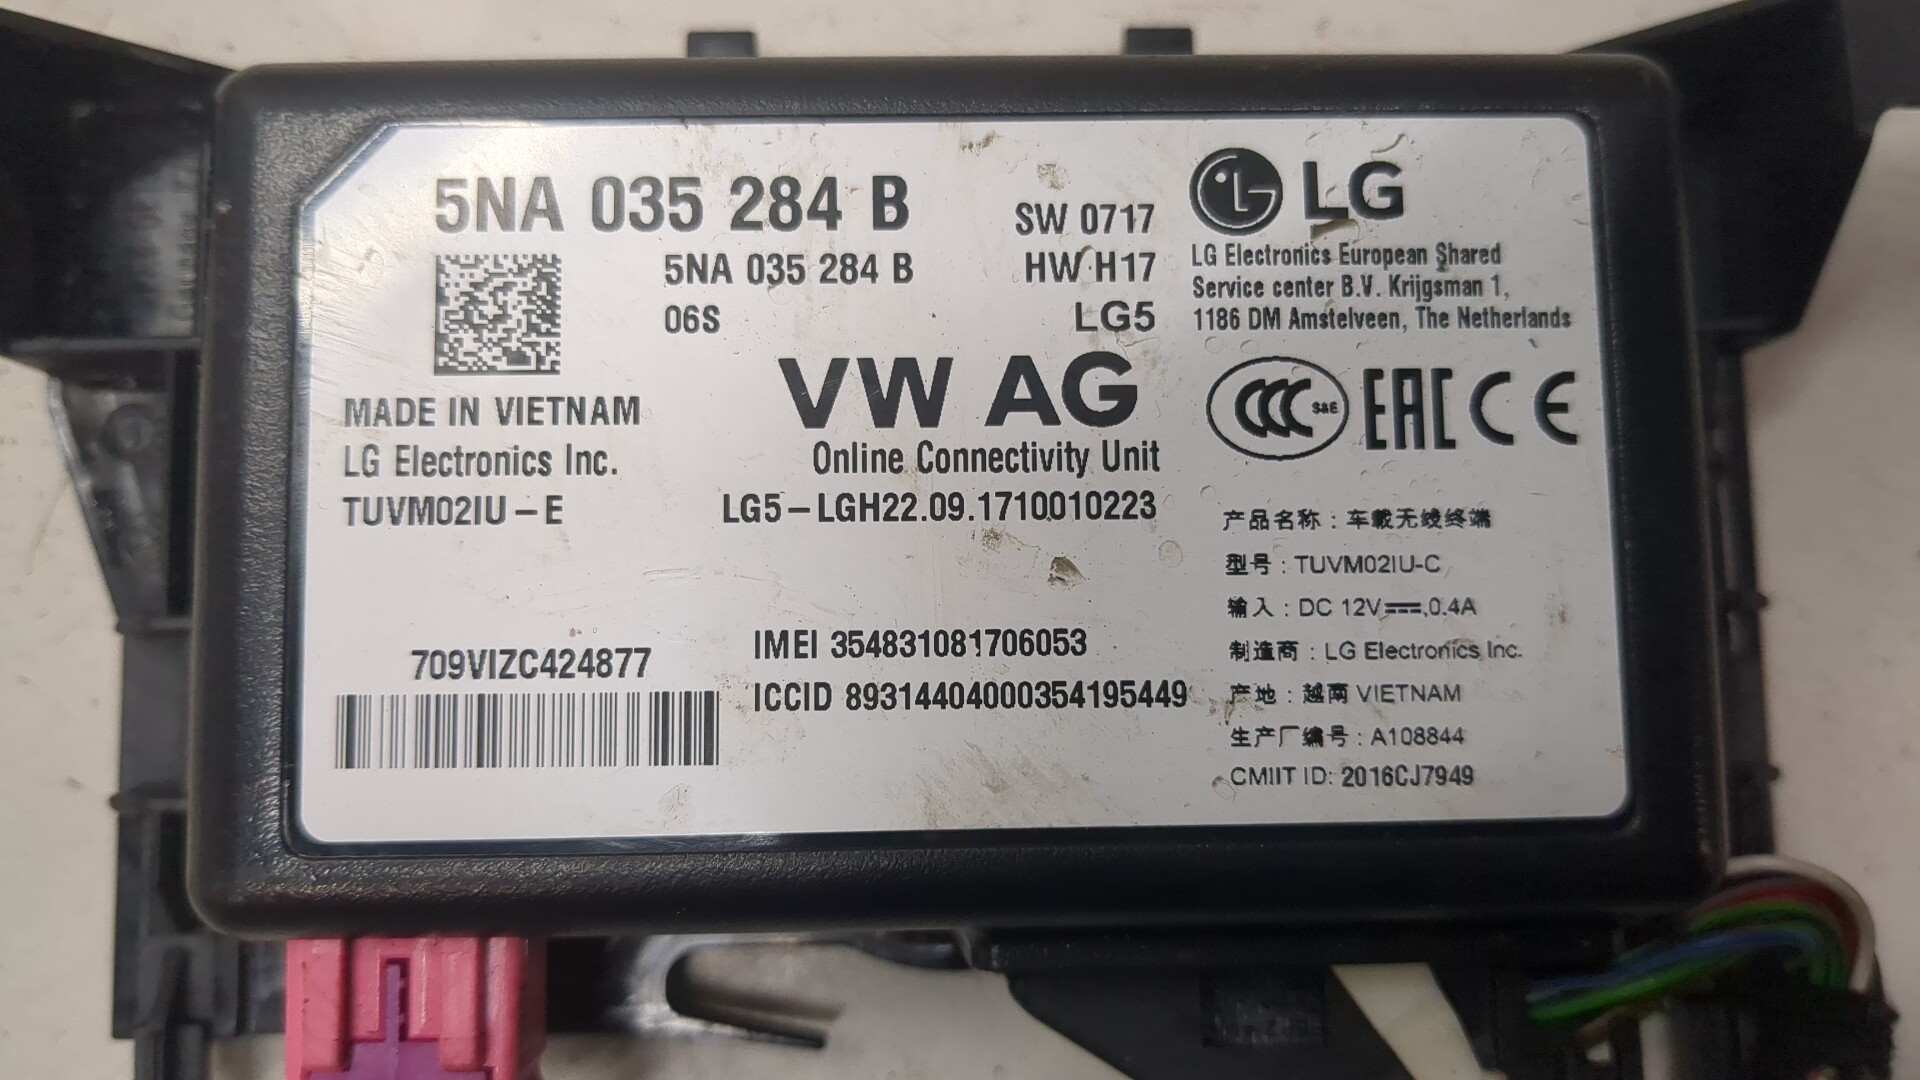 5NA 035 284 B
5NA 035 284 B
06S
SW 0717
HW H17
LG5
LG
LG Electronics European Shared
Service center B.V. Krijgsman 1,
1186 DM Amstelveen, The Netherlands
VW AG
Online Connectivity Unit
LG5-LGH22.09.1710010223
CCC S&E EAC CE
MADE IN VIETNAM
LG Electronics Inc.
TUVM02IU-E
709VIZC424877
IMEI 354831081706053
ICCID 89314404000354195449
产品名称：车载无线终端
型号：TUVM02IU-C
输入：DC 12V⎓0.4A
制造商：LG Electronics Inc.
产地：越南 VIETNAM
生产厂编号：A108844
CMIIT ID: 2016CJ7949